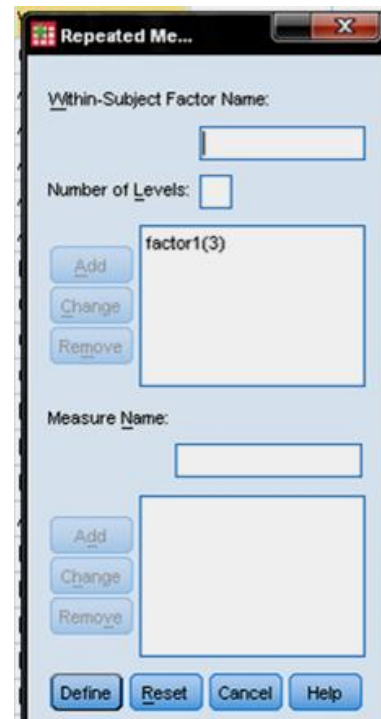 Repeated Me...
Within-Subject Factor Name:
Number of Levels:
factor1(3)
Add
Change
Remove
Measure Name:
Add
Change
Remove
Define Reset Cancel Help